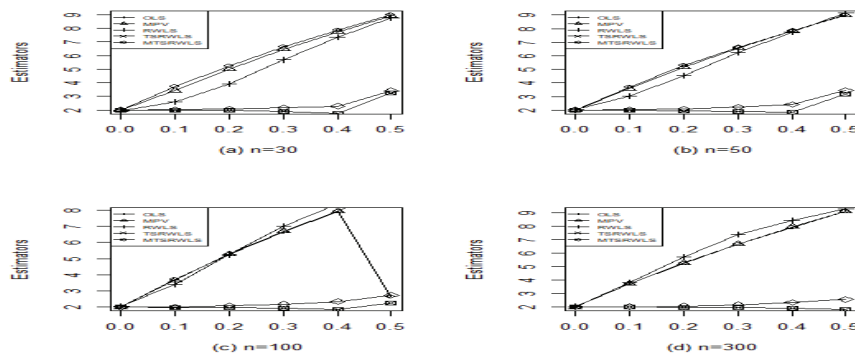 Estimators
9
8
7
6
5
4
3
2
OLS
MPV
RWLS
TSRWLS
MTSRWLS
0.0 0.1 0.2 0.3 0.4 0.5
(a) n=30
Estimators
9
8
7
6
5
4
3
2
OLS
MPV
RWLS
TSRWLS
MTSRWLS
0.0 0.1 0.2 0.3 0.4 0.5
(b) n=50
Estimators
8
7
6
5
4
3
2
OLS
MPV
RWLS
TSRWLS
MTSRWLS
0.0 0.1 0.2 0.3 0.4 0.5
(c) n=100
Estimators
9
8
7
6
5
4
3
2
OLS
MPV
RWLS
TSRWLS
MTSRWLS
0.0 0.1 0.2 0.3 0.4 0.5
(d) n=300